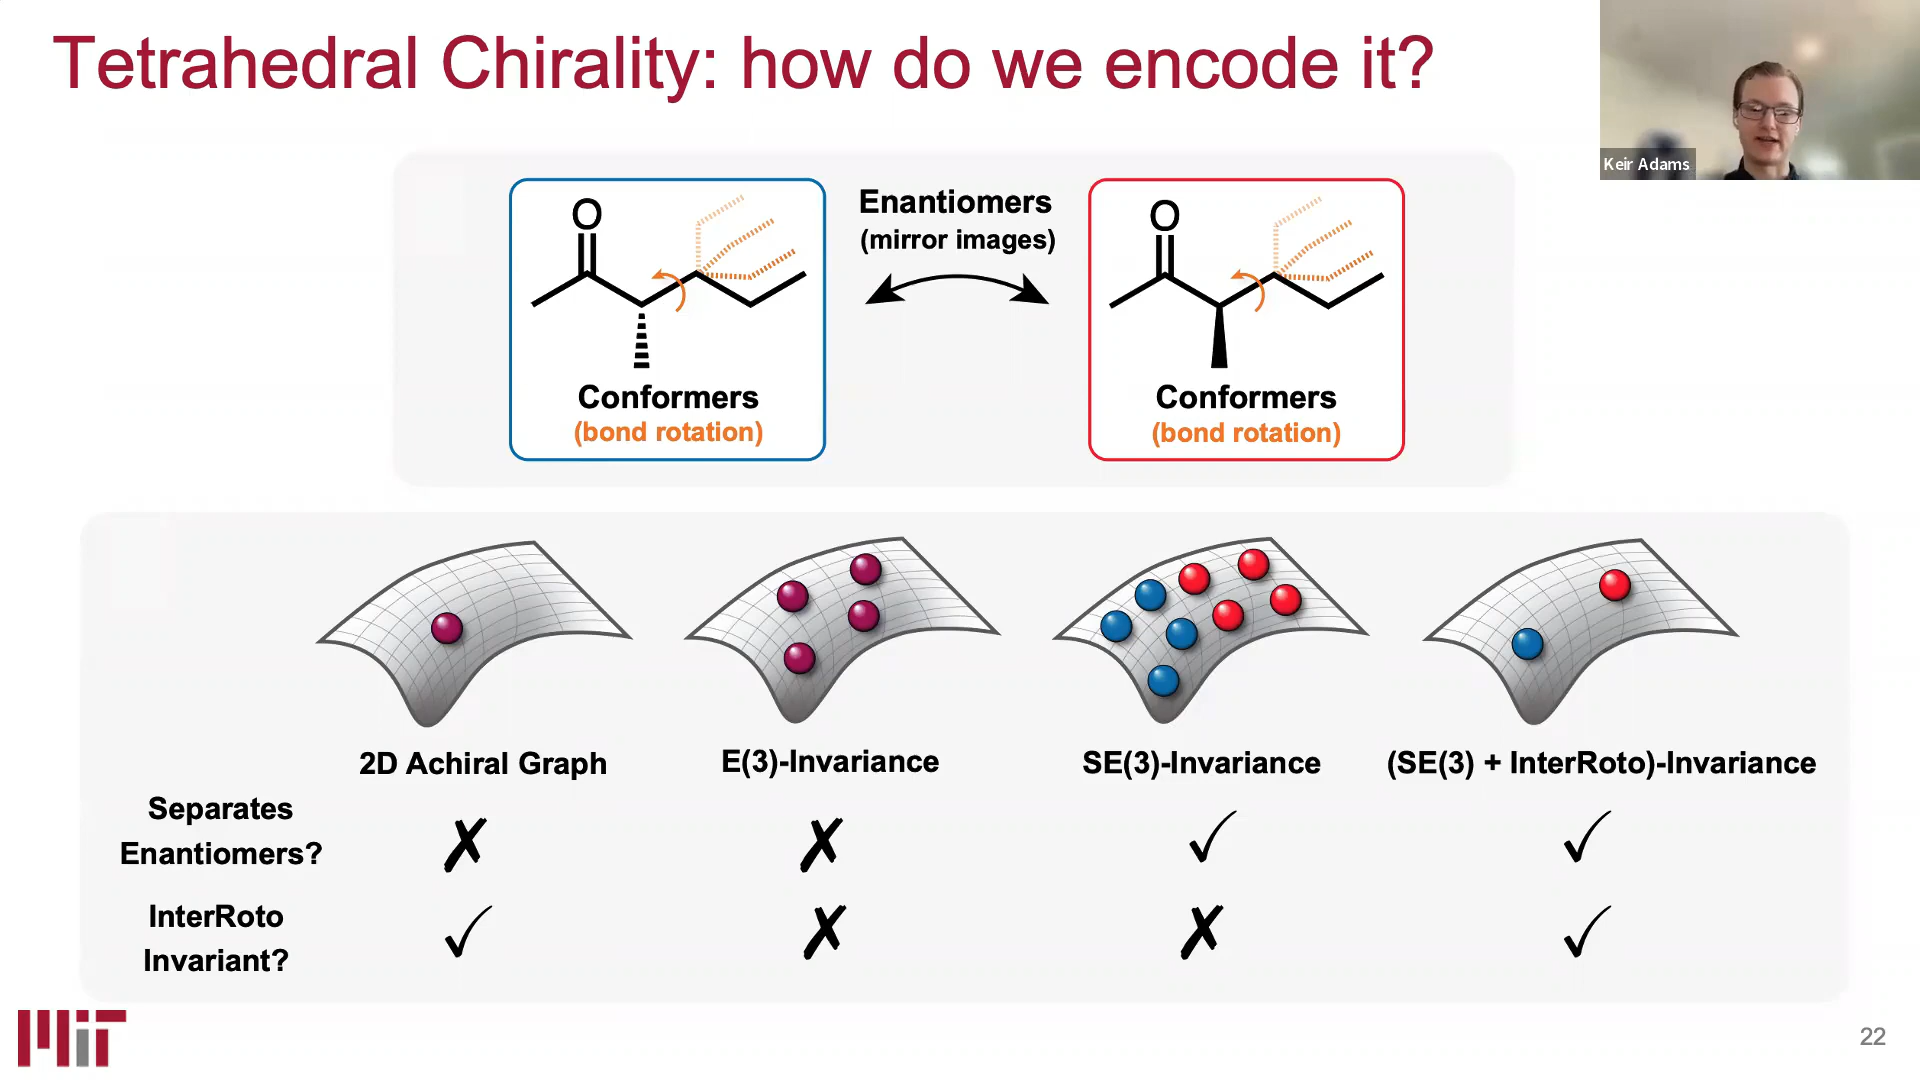 Tetrahedral Chirality: how do we encode it?
Keir Adams
O
Conformers
(bond rotation)
Enantiomers
(mirror images)
O
Conformers
(bond rotation)
2D Achiral Graph
E(3)-Invariance
SE(3)-Invariance
(SE(3) + InterRoto)-Invariance
Separates
Enantiomers?
✗ ✗ ✓ ✓
InterRoto
Invariant?
✓ ✗ ✗ ✓
MIT
22